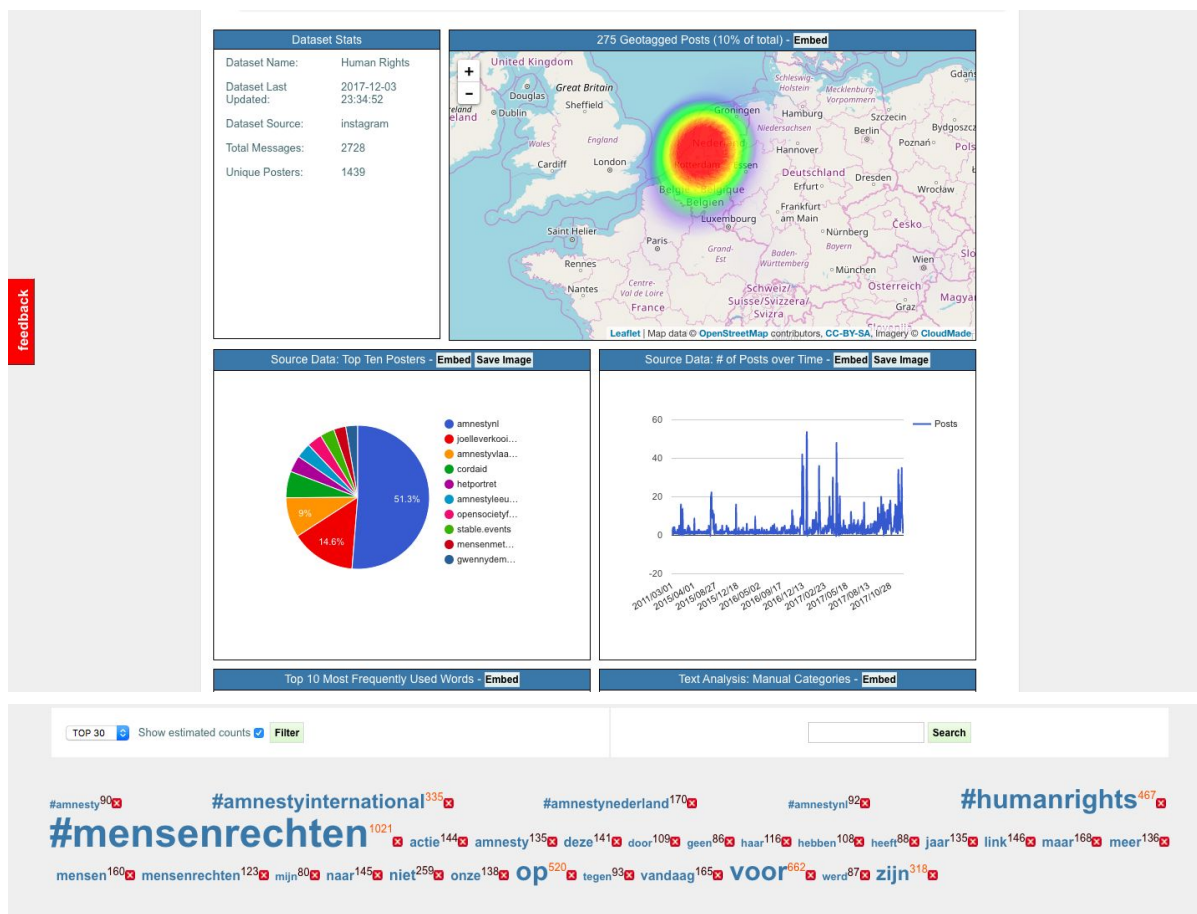 Dataset Stats
Dataset Name: Human Rights
Dataset Last Updated: 2017-12-03 23:34:52
Dataset Source: instagram
Total Messages: 2728
Unique Posters: 1439
275 Geotagged Posts (10% of total) - Embed
+
-
United Kingdom
Great Britain
Douglas
Sheffield
Dublin
eland
England
Wales
Cardiff
London
Saint Helier
Paris
Rennes
Nantes
Centre-
Val de Loire
France
Grand-
Est
Luxembourg
België
Belgique
Belgien
Rotterdam
Nederland
Groningen
Essen
Schleswig-
Holstein
Mecklenburg-
Vorpommern
Hamburg
Niedersachsen
Hannover
Berlin
Szczecin
Bydgoszcz
Poznań
Pols
Gdańs
Deutschland
Dresden
Erfurt
Wrocław
Frankfurt
am Main
Nürnberg
Bayern
Česko
Baden-
Württemberg
München
Wien
Slo
Österreich
Magyar
Graz
Schweiz/
Suisse/Svizzera/
Svizra
Leaflet | Map data © OpenStreetMap contributors, CC-BY-SA, Imagery © CloudMade
feedback
Source Data: Top Ten Posters - Embed Save Image
51.3%
14.6%
9%
amnestynl
joelleverkooi...
amnestyvlaa...
cordaid
hetportret
amnestyleeu...
opensocietyf...
stable.events
mensenmet...
gwennydem...
Source Data: # of Posts over Time - Embed Save Image
60
40
20
0
-20
Posts
2011/03/01
2015/04/01
2015/08/27
2015/12/18
2016/05/02
2016/09/17
2016/12/13
2017/02/23
2017/05/18
2017/08/13
2017/10/28
Top 10 Most Frequently Used Words - Embed
Text Analysis: Manual Categories - Embed
TOP 30 Show estimated counts Filter
Search
#amnesty90 #amnestyinternational335 #amnestynederland170 #amnestynl92 #humanrights467
#mensenrechten1021 actie144 amnesty135 deze141 door109 geen86 haar116 hebben108 heeft88 jaar135 link146 maar168 meer136
mensen160 mensenrechten123 mijn80 naar145 niet259 onze138 op520 tegen93 vandaag165 voor662 werd87 zijn318